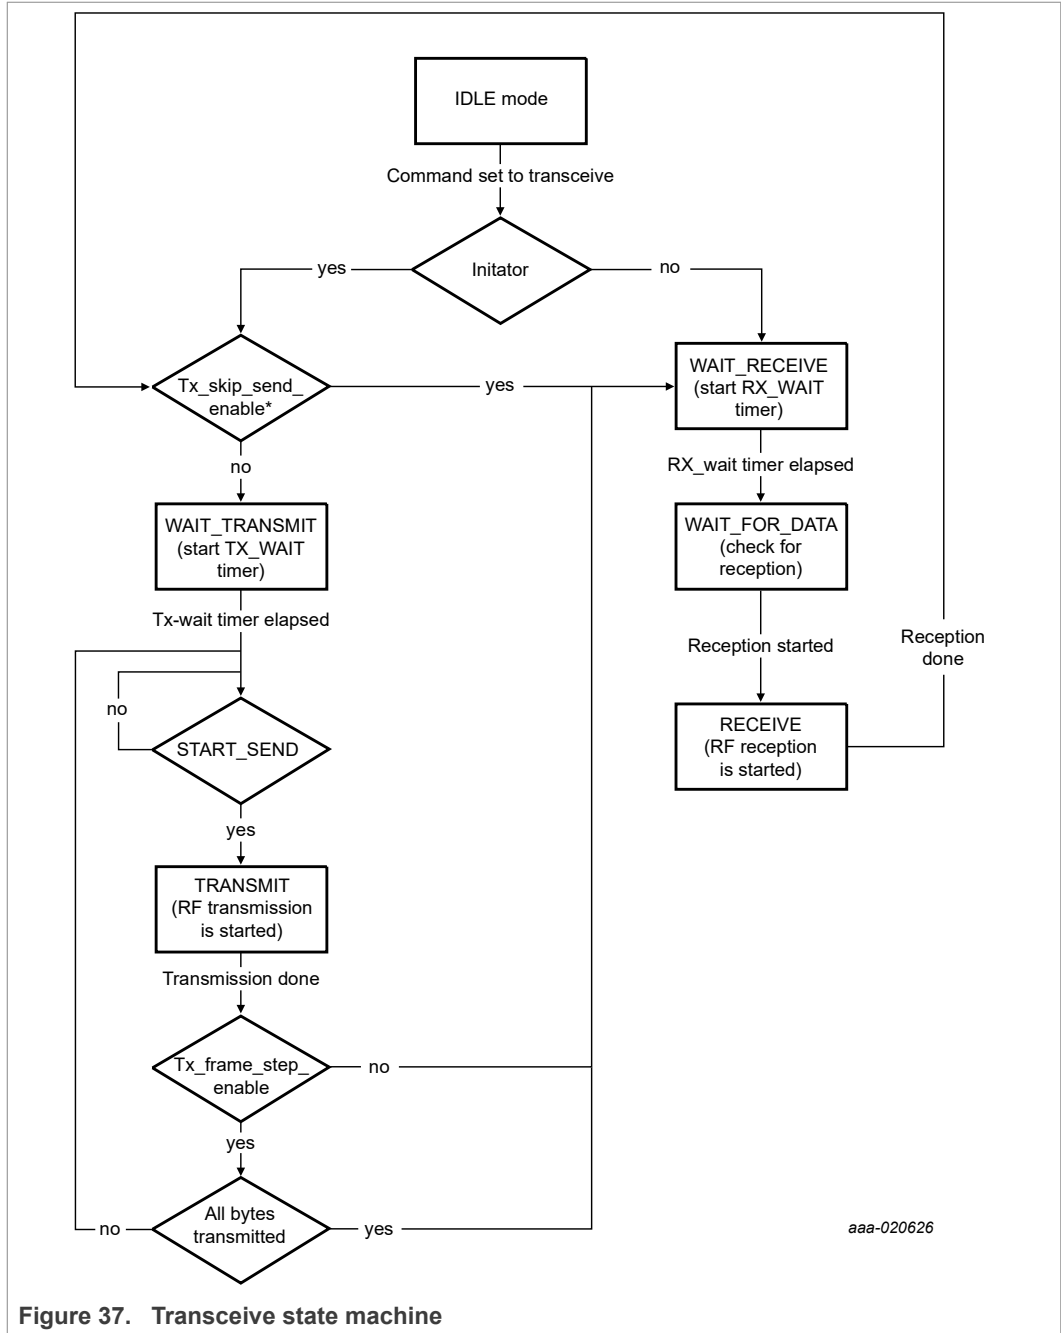 IDLE mode
Command set to transceive
Initator
yes
no
Tx_skip_send_
enable*
yes
WAIT_RECEIVE
(start RX_WAIT
timer)
no
RX_wait timer elapsed
WAIT_TRANSMIT
(start TX_WAIT
timer)
WAIT_FOR_DATA
(check for
reception)
Tx-wait timer elapsed
Reception started
Reception
done
no
START_SEND
RECEIVE
(RF reception
is started)
yes
TRANSMIT
(RF transmission
is started)
Transmission done
Tx_frame_step_
enable
no
yes
All bytes
transmitted
no
yes
aaa-020626
Figure 37. Transceive state machine